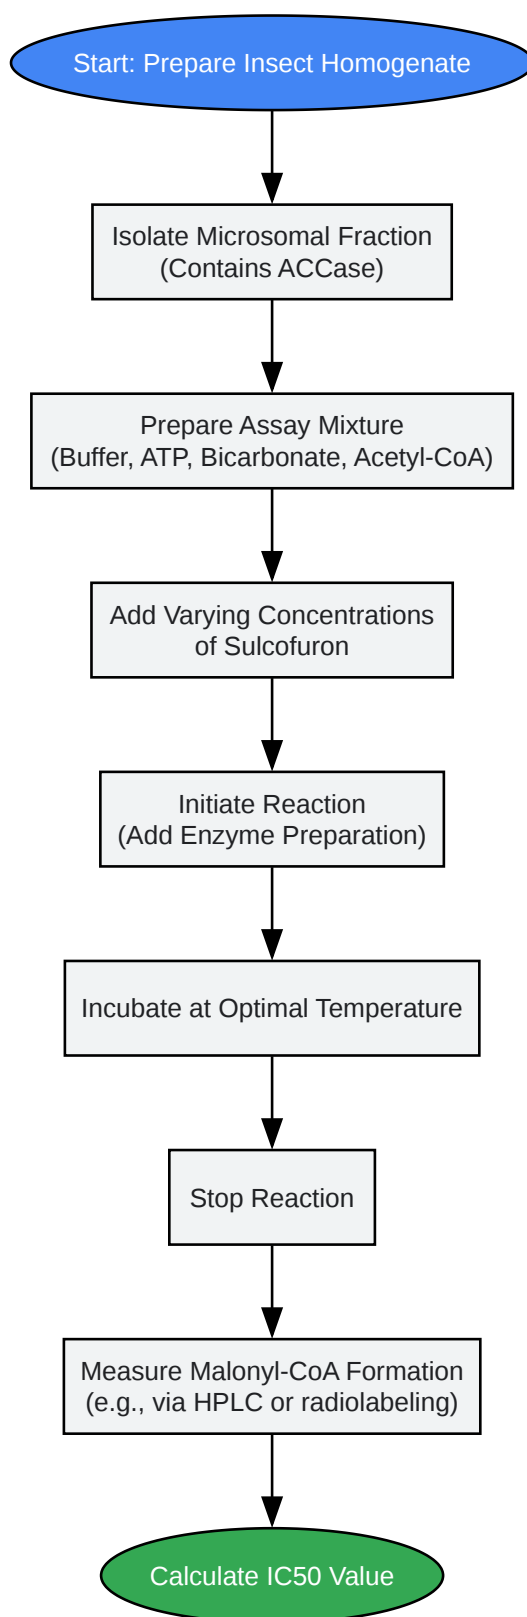 Start: Prepare Insect Homogenate
Isolate Microsomal Fraction
(Contains ACCase)
Prepare Assay Mixture
(Buffer, ATP, Bicarbonate, Acetyl-CoA)
Add Varying Concentrations
of Sulcofuron
Initiate Reaction
(Add Enzyme Preparation)
Incubate at Optimal Temperature
Stop Reaction
Measure Malonyl-CoA Formation
(e.g., via HPLC or radiolabeling)
Calculate IC50 Value